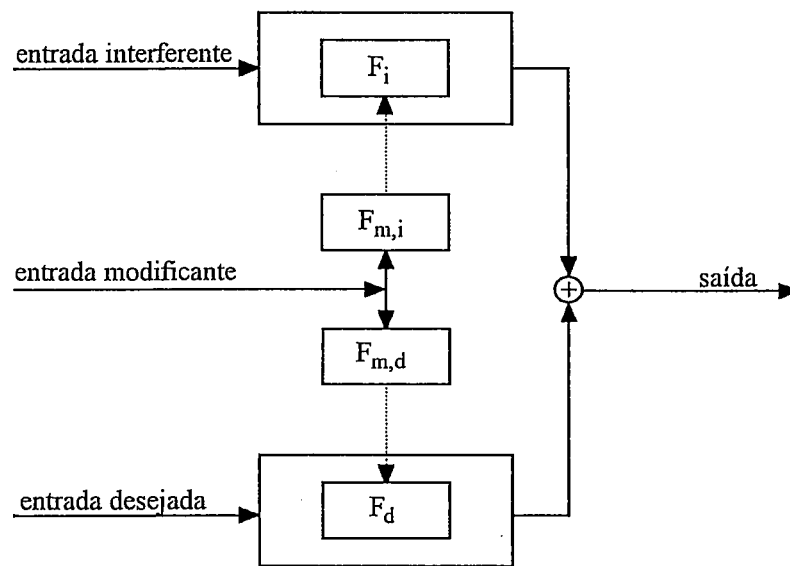 entrada interferente
F_i
F_m,i
entrada modificante
saída
F_m,d
entrada desejada
F_d